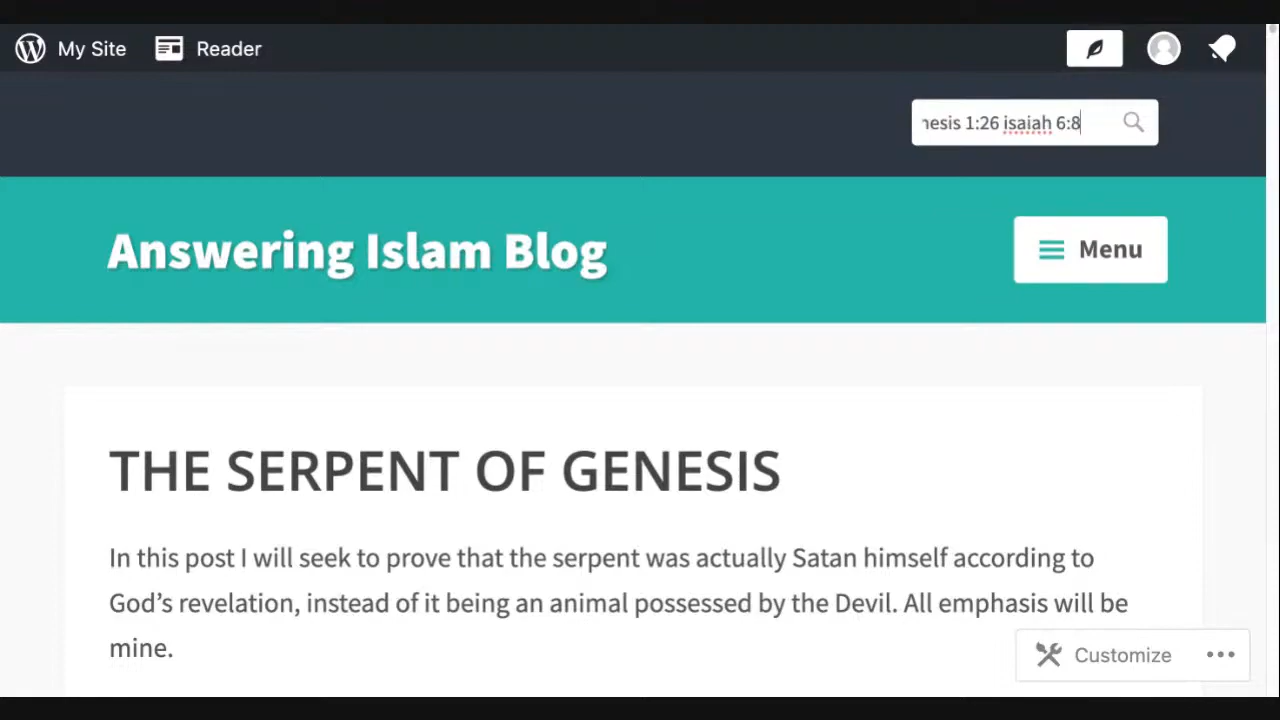 My Site Reader
nesis 1:26 isaiah 6:8
Answering Islam Blog
Menu
THE SERPENT OF GENESIS
In this post I will seek to prove that the serpent was actually Satan himself according to
God’s revelation, instead of it being an animal possessed by the Devil. All emphasis will be
mine.
Customize